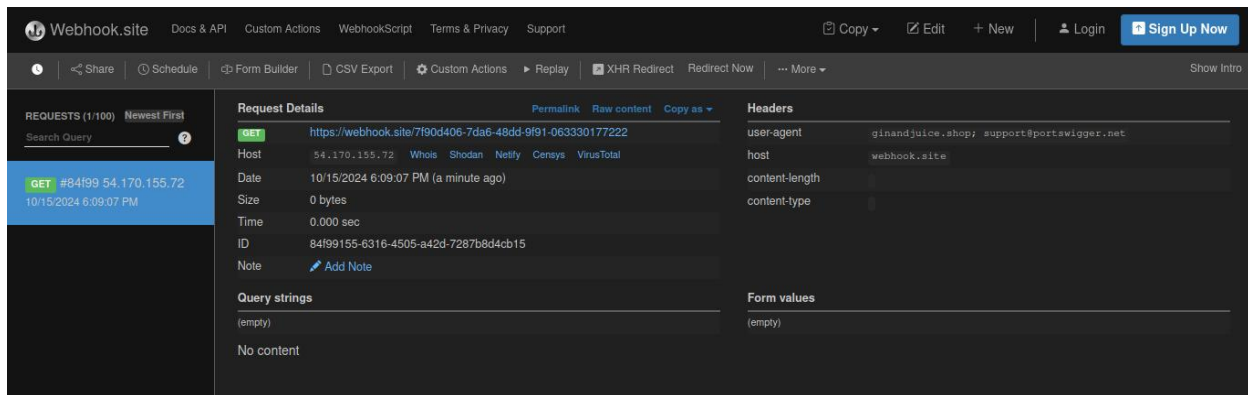 Webhook.site Docs & API Custom Actions WebhookScript Terms & Privacy Support Copy Edit + New Login Sign Up Now
Share Schedule Form Builder CSV Export Custom Actions Replay XHR Redirect Redirect Now ··· More Show Intro
REQUESTS (1/100) Newest First
Search Query ?
GET #84f99 54.170.155.72
10/15/2024 6:09:07 PM
Request Details Permalink Raw content Copy as
GET https://webhook.site/7f90d406-7da6-48dd-9f91-063330177222
Host 54.170.155.72 Whois Shodan Netify Censys VirusTotal
Date 10/15/2024 6:09:07 PM (a minute ago)
Size 0 bytes
Time 0.000 sec
ID 84f99155-6316-4505-a42d-7287b8d4cb15
Note Add Note
Headers
user-agent ginandjuice.shop; support@portswigger.net
host webhook.site
content-length
content-type
Query strings
(empty)
Form values
(empty)
No content